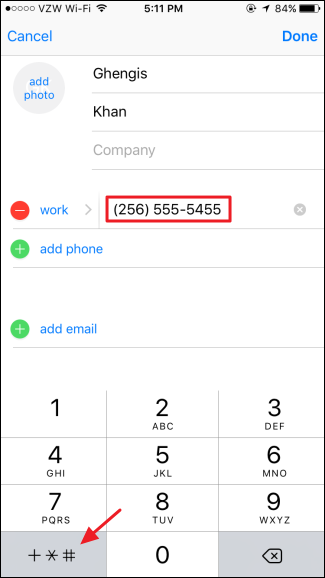 VZW Wi-Fi 5:11 PM 84%
Cancel Done
add
photo
Ghengis
Khan
Company
work (256) 555-5455
add phone
add email
1 2 3
ABC DEF
4 5 6
GHI JKL MNO
7 8 9
PQRS TUV WXYZ
+*# 0